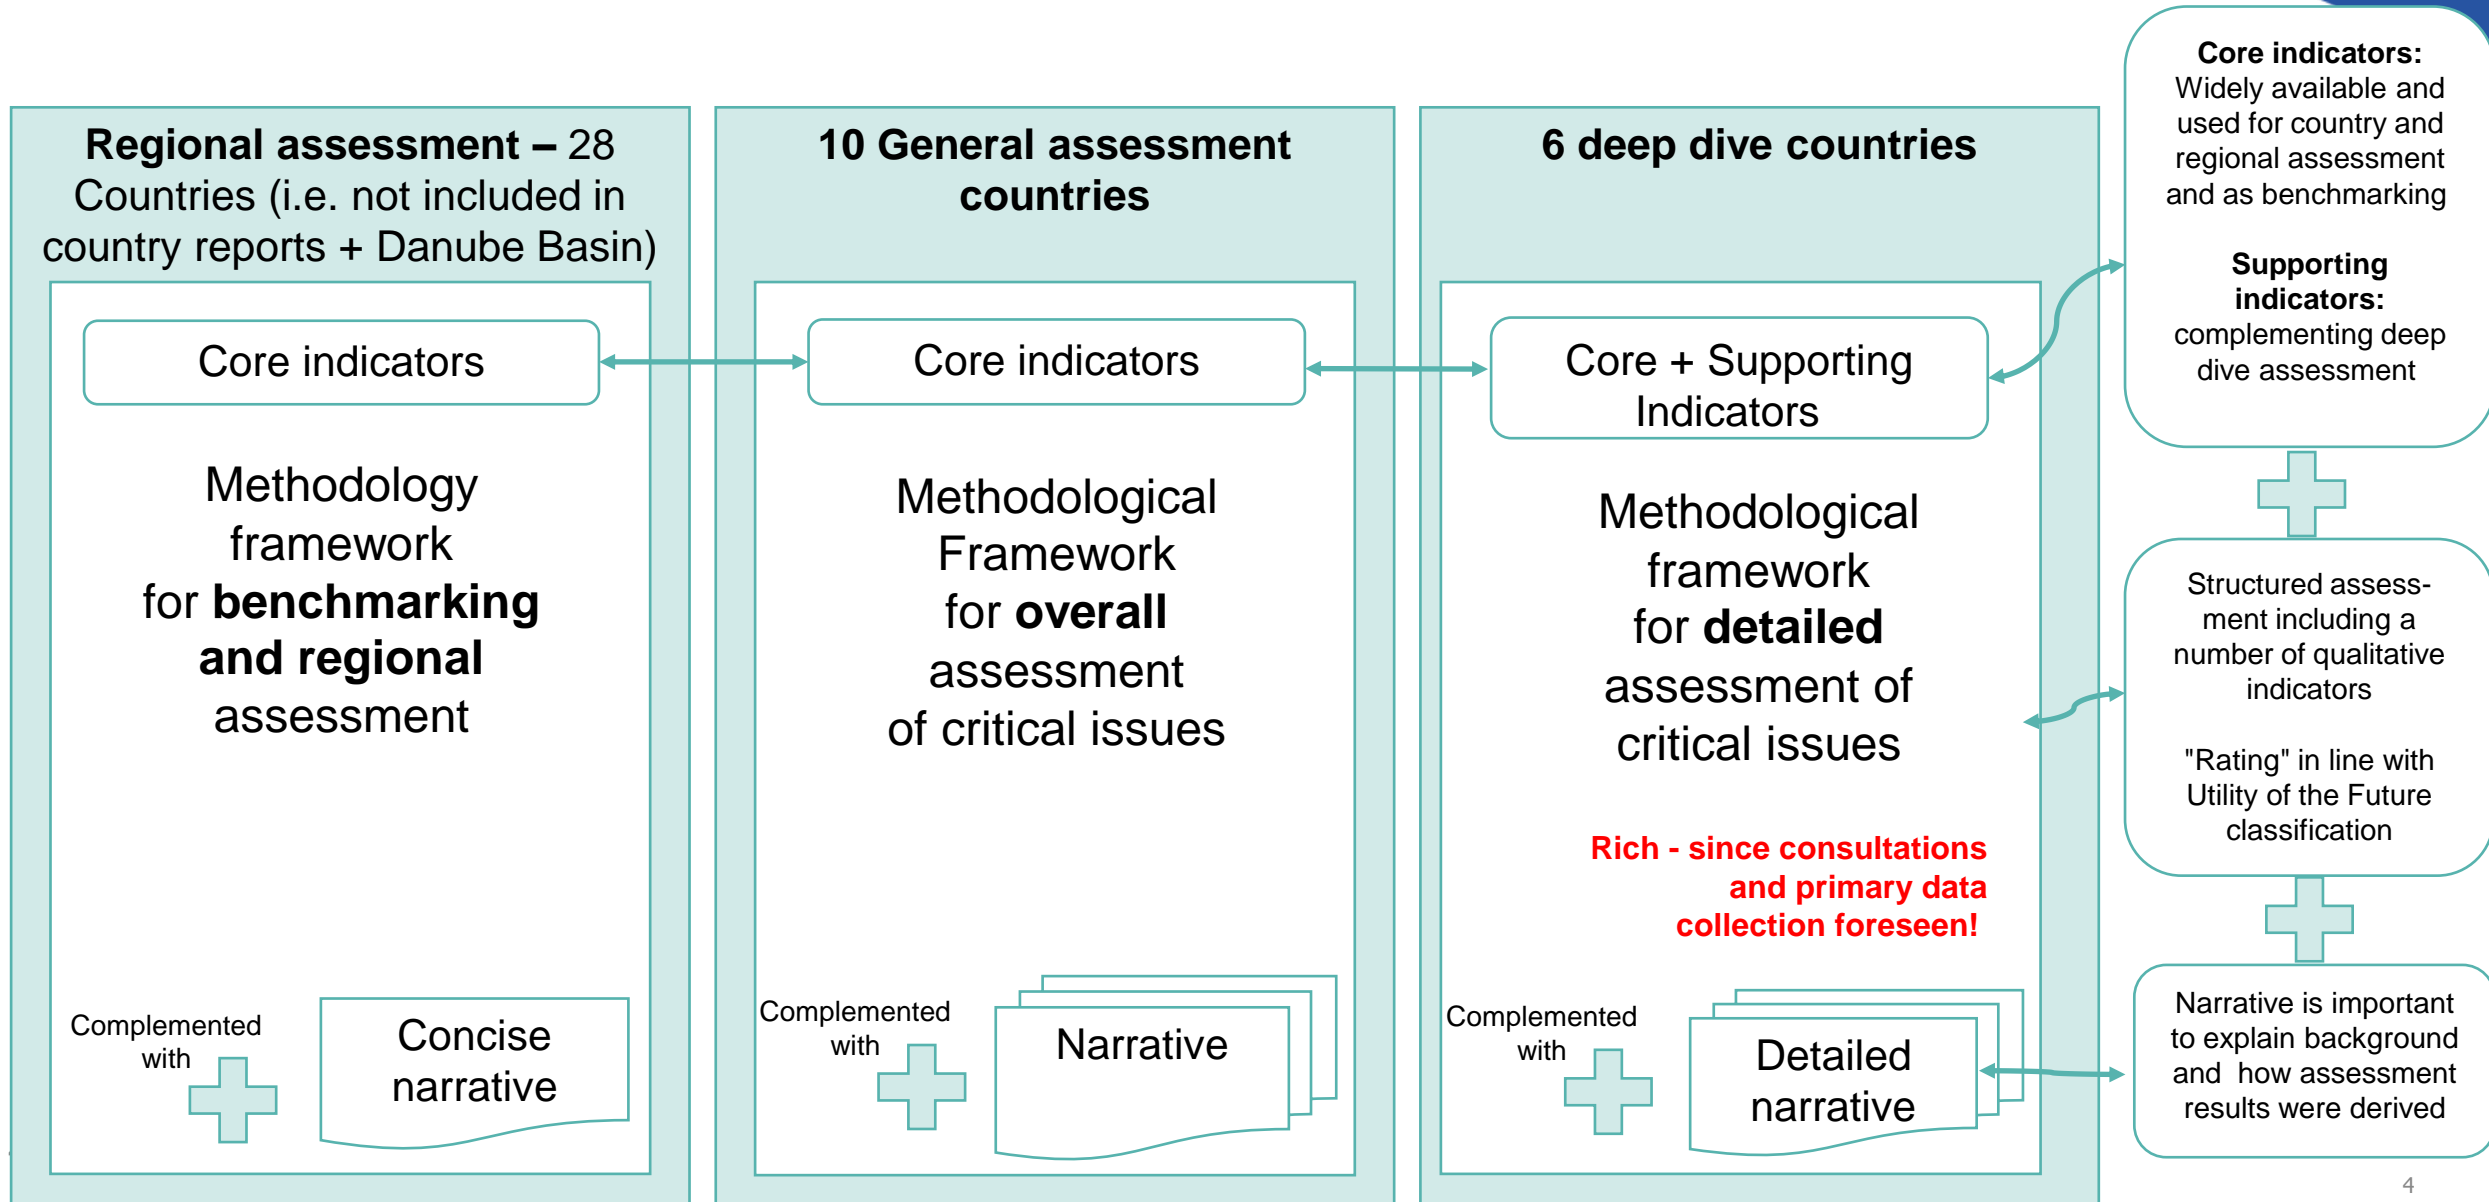 Regional assessment – 28
Countries (i.e. not included in
country reports + Danube Basin)
Core indicators
Methodology
framework
for benchmarking
and regional
assessment
Complemented
with
Concise
narrative
10 General assessment
countries
Core indicators
Methodological
Framework
for overall
assessment
of critical issues
Complemented
with
Narrative
6 deep dive countries
Core + Supporting
Indicators
Methodological
framework
for detailed
assessment of
critical issues
Rich - since consultations
and primary data
collection foreseen!
Complemented
with
Detailed
narrative
Core indicators:
Widely available and
used for country and
regional assessment
and as benchmarking
Supporting
indicators:
complementing deep
dive assessment
Structured assess-
ment including a
number of qualitative
indicators
"Rating" in line with
Utility of the Future
classification
Narrative is important
to explain background
and how assessment
results were derived
4